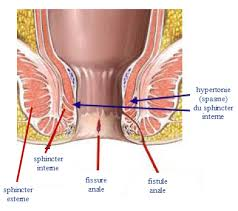 hypertonie
(spasme)
du sphincter
interne
sphincter
interne
sphincter
externe
fissure
anale
fistule
anale